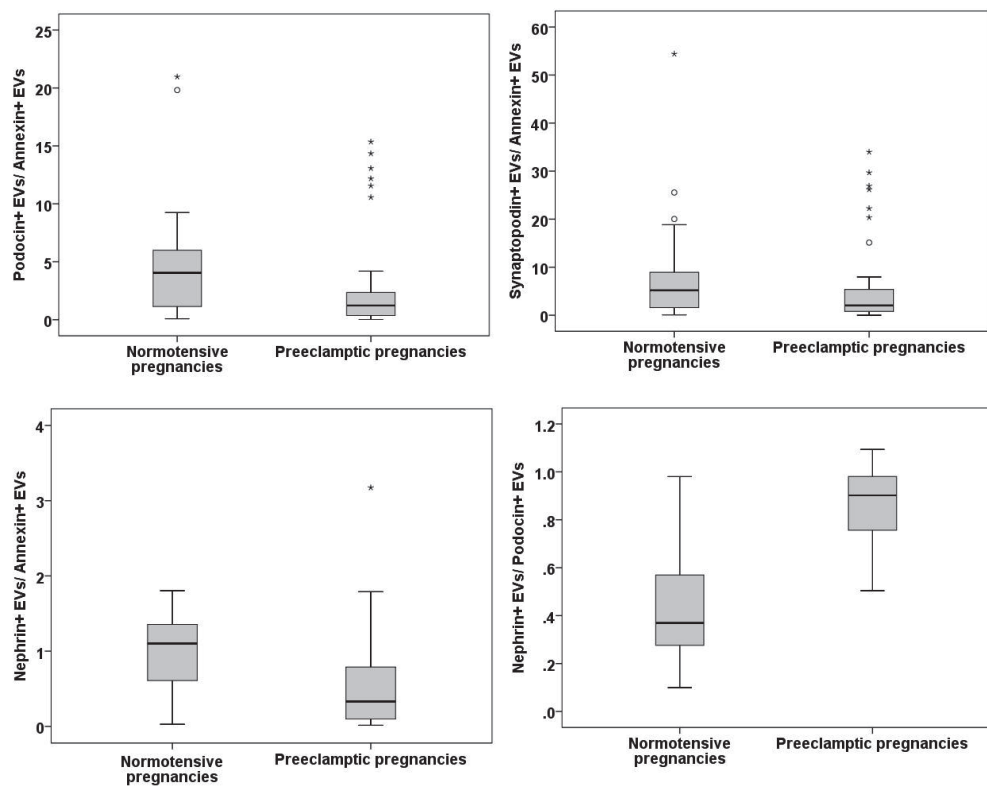 Podocin+ EVs/ Annexin+ EVs
25
20
15
10
5
0
Normotensive
pregnancies
Preeclamptic pregnancies
Synaptopodin+ EVs/ Annexin+ EVs
60
50
40
30
20
10
0
Normotensive
pregnancies
Preeclamptic pregnancies
Nephrin+ EVs/ Annexin+ EVs
4
3
2
1
0
Normotensive
pregnancies
Preeclamptic pregnancies
Nephrin+ EVs/ Podocin+ EVs
1.2
1.0
.8
.6
.4
.2
.0
Normotensive
pregnancies
Preeclamptic pregnancies